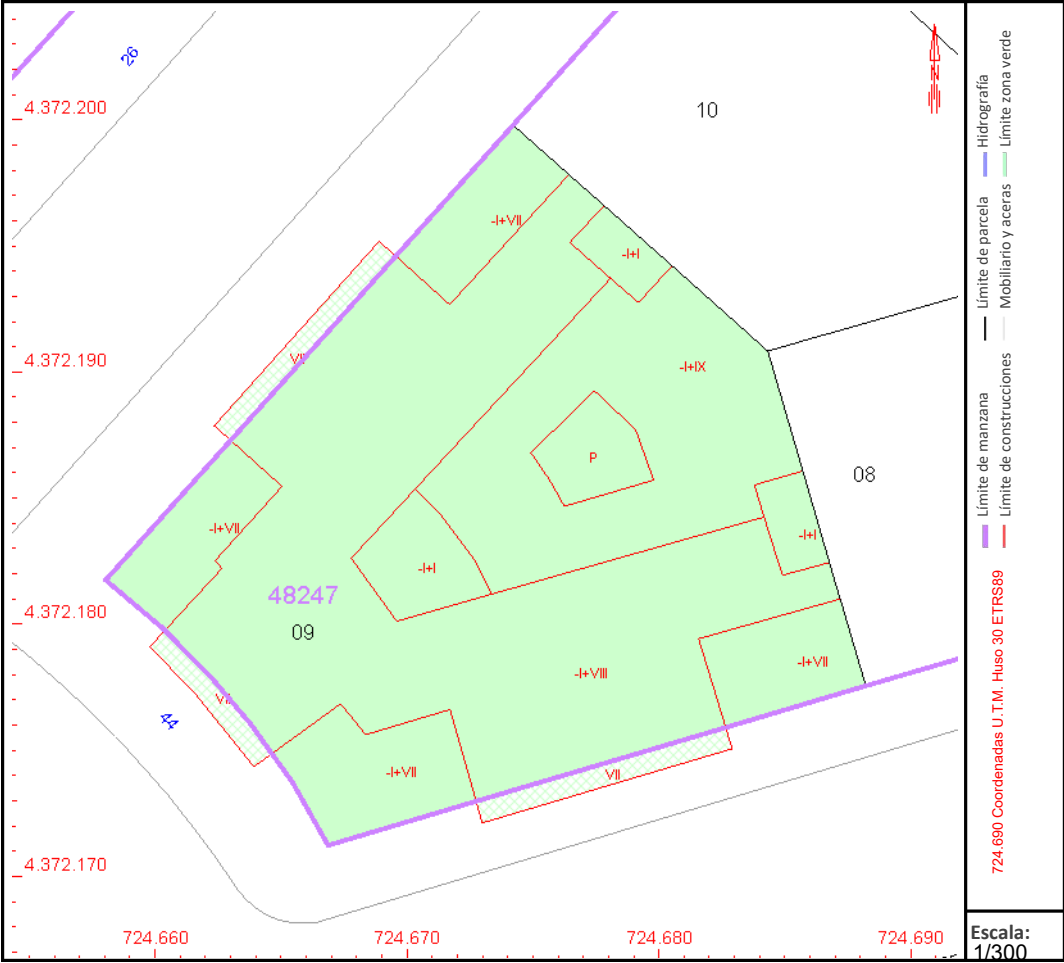 26
4.372.200
10
N
-I+VII
-I+I
4.372.190
-I+IX
P
08
-I+VII
-I+I
-I+I
4.372.180
48247
09
-I+VIII
-I+VII
44
-I+VII
VII
4.372.170
724.660
724.670
724.680
724.690
Hidrografía
Límite zona verde
Límite de parcela
Mobiliario y aceras
Límite de manzana
Límite de construcciones
724.690 Coordenadas U.T.M. Huso 30 ETRS89
Escala:
1/300